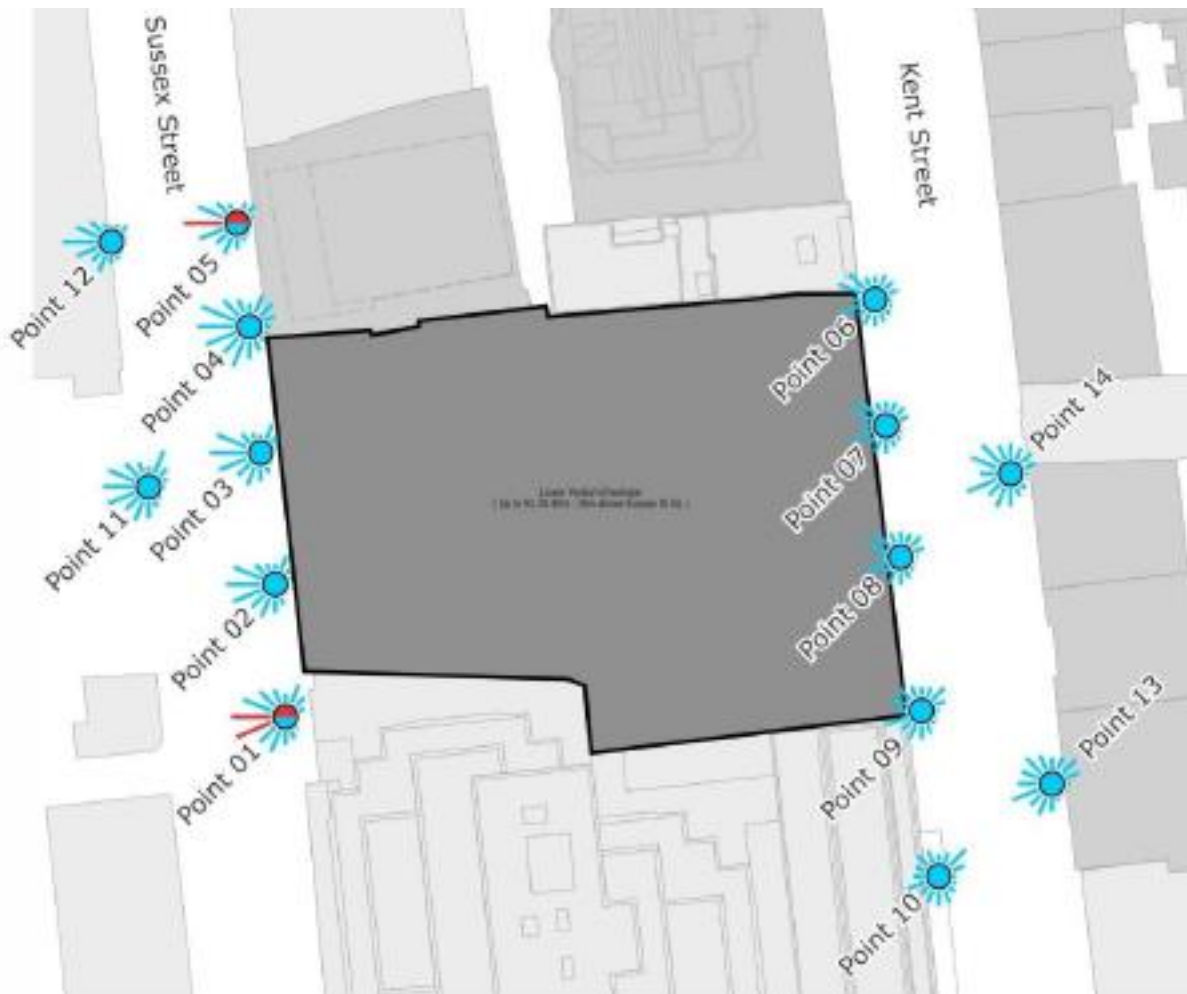 Sussex Street
Kent Street
Point 12
Point 05
Point 04
Point 06
Point 14
Point 03
Point 07
Point 11
Point 02
Point 08
Point 01
Point 13
Point 09
Point 10